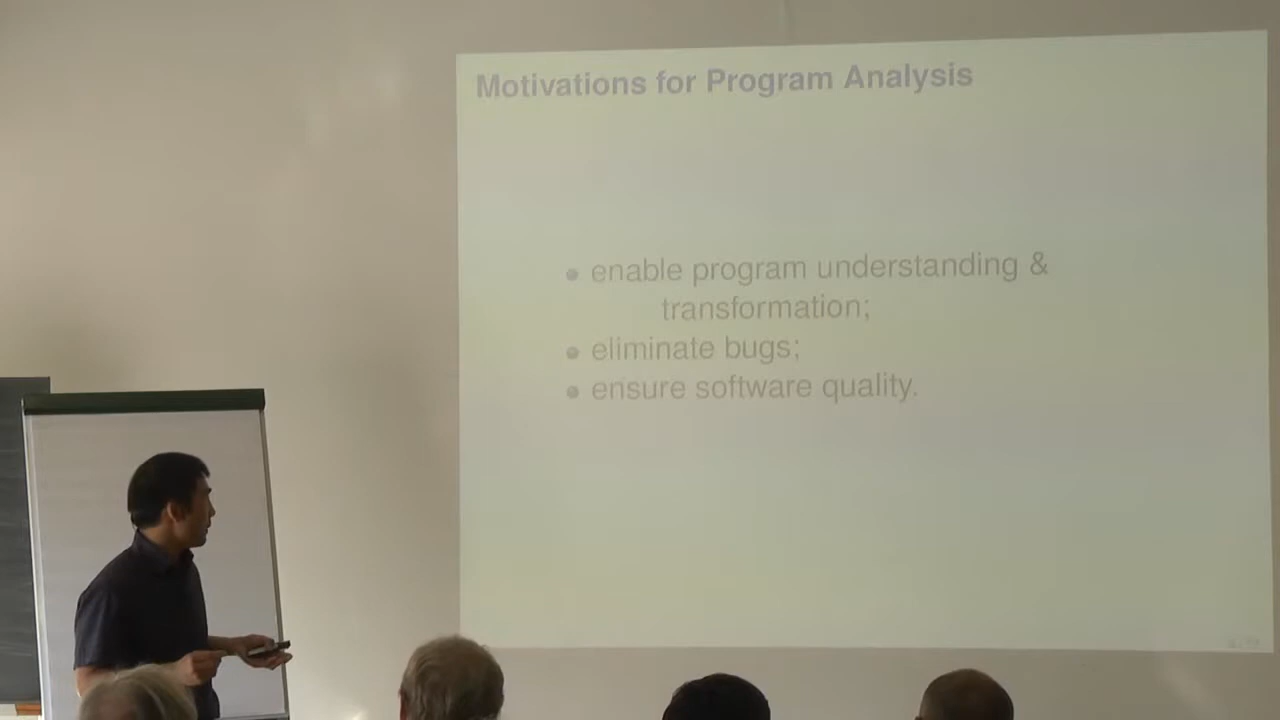 Motivations for Program Analysis
enable program understanding &
transformation;
eliminate bugs;
ensure software quality.